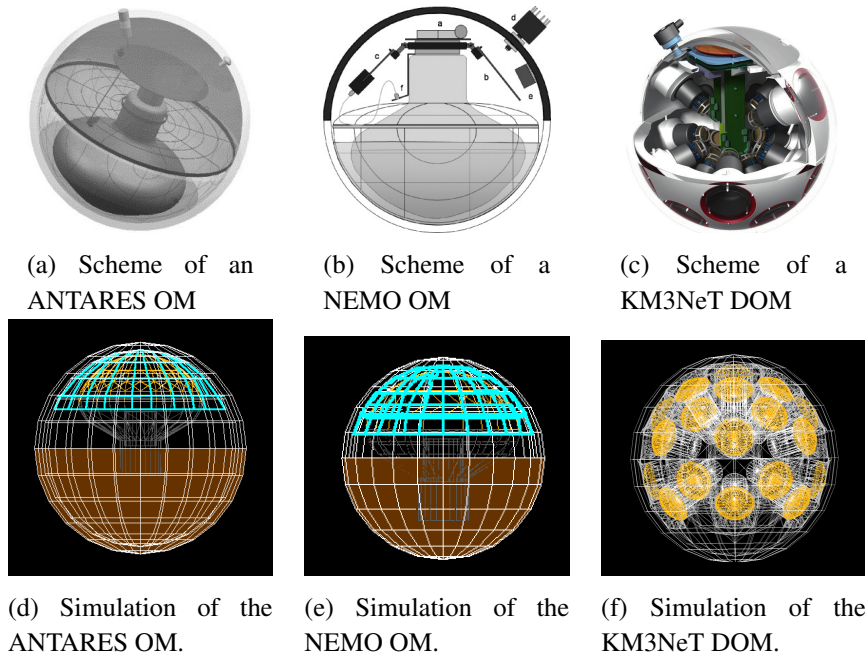 a
d
c
b
f
e
(a) Scheme of an
ANTARES OM
(b) Scheme of a
NEMO OM
(c) Scheme of a
KM3NeT DOM
(d) Simulation of the
ANTARES OM.
(e) Simulation of the
NEMO OM.
(f) Simulation of the
KM3NeT DOM.